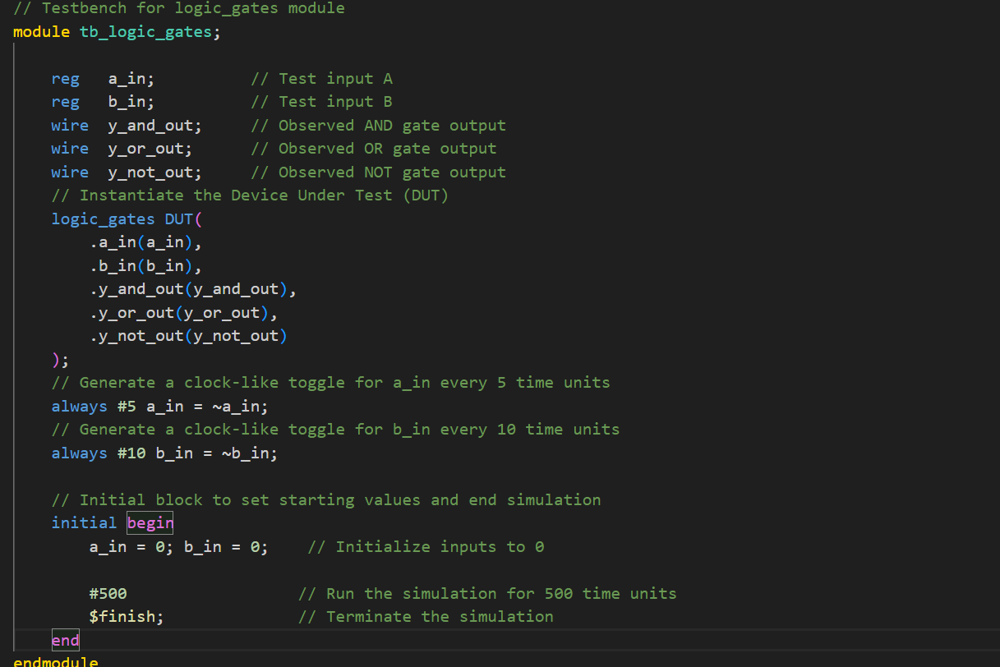 // Testbench for logic_gates module
module tb_logic_gates;
reg   a_in;          // Test input A
reg   b_in;          // Test input B
wire  y_and_out;     // Observed AND gate output
wire  y_or_out;      // Observed OR gate output
wire  y_not_out;     // Observed NOT gate output
// Instantiate the Device Under Test (DUT)
logic_gates DUT(
.a_in(a_in),
.b_in(b_in),
.y_and_out(y_and_out),
.y_or_out(y_or_out),
.y_not_out(y_not_out)
);
// Generate a clock-like toggle for a_in every 5 time units
always #5 a_in = ~a_in;
// Generate a clock-like toggle for b_in every 10 time units
always #10 b_in = ~b_in;
// Initial block to set starting values and end simulation
initial begin
a_in = 0; b_in = 0;    // Initialize inputs to 0
#500                  // Run the simulation for 500 time units
$finish;              // Terminate the simulation
end
endmodule